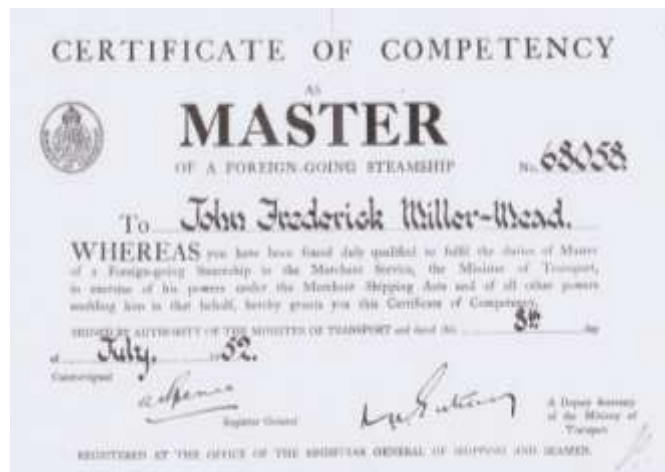 CERTIFICATE OF COMPETENCY
AS
MASTER
OF A FOREIGN-GOING STEAMSHIP No. 68058
To John Frederick Miller-Mead.
WHEREAS you have been found duly qualified to fulfil the duties of Master
of a Foreign-going Steamship in the Merchant Service, the Minister of Transport,
in exercise of his powers under the Merchant Shipping Acts and of all other powers
enabling him in that behalf, hereby grants you this Certificate of Competency.
SIGNED BY AUTHORITY OF THE MINISTER OF TRANSPORT and dated this 8th day
of July. 1952.
Countersigned
Registrar General
A Deputy Secretary
of the Ministry of
Transport
REGISTERED AT THE OFFICE OF THE REGISTRAR GENERAL OF SHIPPING AND SEAMEN.